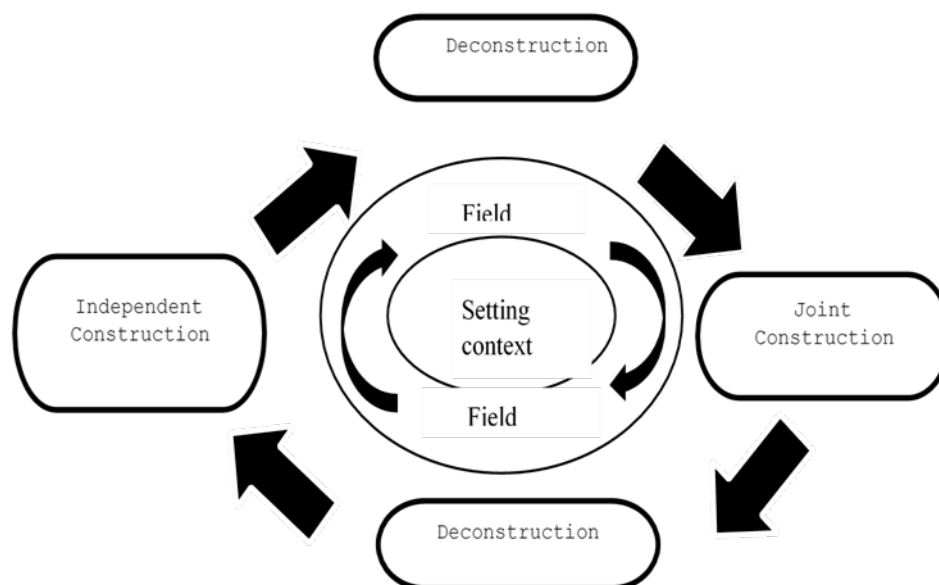 Deconstruction
Field
Independent
Construction
Setting
context
Joint
Construction
Field
Deconstruction